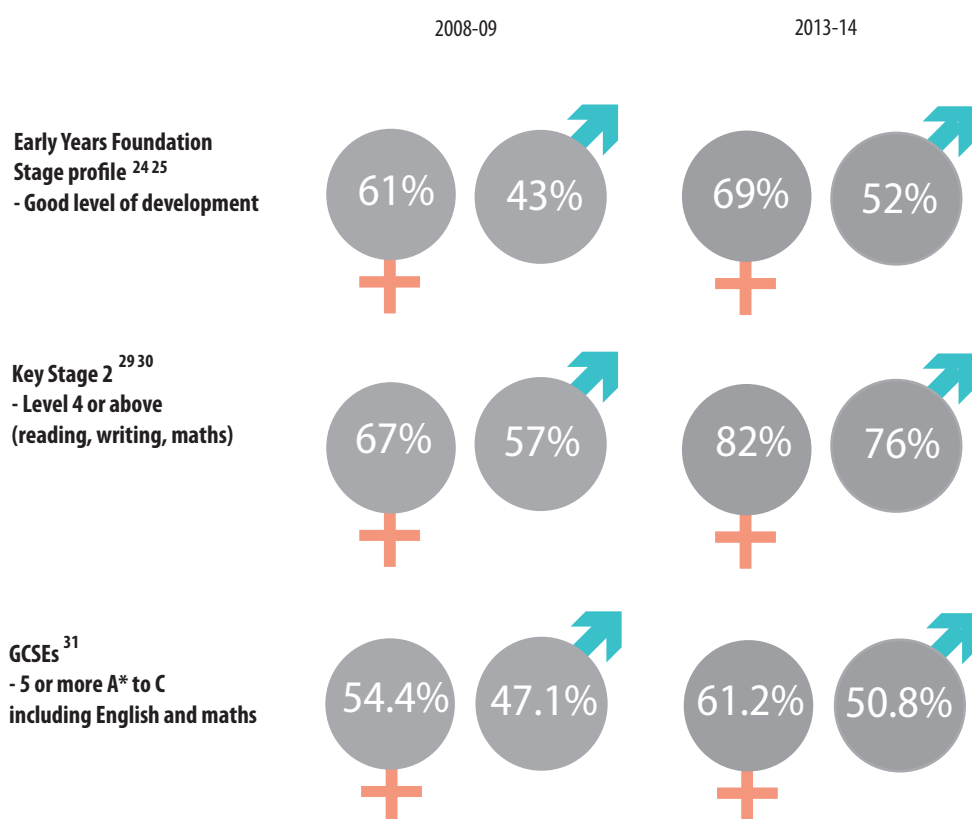 2008-09 2013-14
Early Years Foundation
Stage profile 24 25
- Good level of development
61% 43% 69% 52%
Key Stage 2 29 30
- Level 4 or above
(reading, writing, maths)
67% 57% 82% 76%
GCSEs 31
- 5 or more A* to C
including English and maths
54.4% 47.1% 61.2% 50.8%